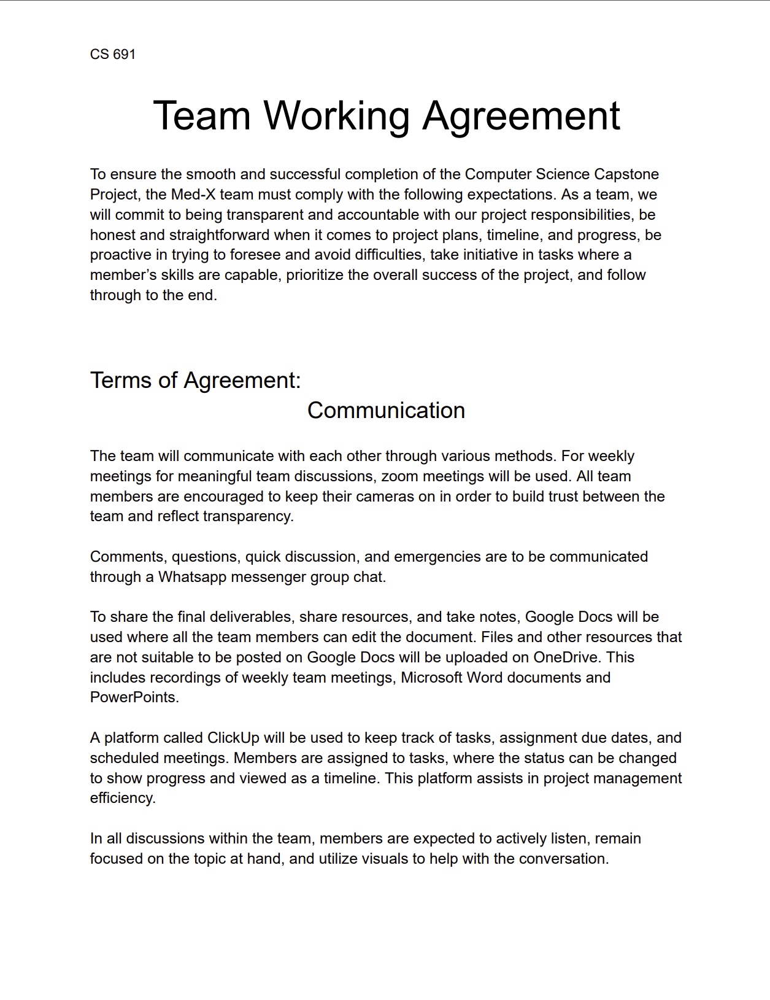 CS 691
Team Working Agreement
To ensure the smooth and successful completion of the Computer Science Capstone
Project, the Med-X team must comply with the following expectations. As a team, we
will commit to being transparent and accountable with our project responsibilities, be
honest and straightforward when it comes to project plans, timeline, and progress, be
proactive in trying to foresee and avoid difficulties, take initiative in tasks where a
member’s skills are capable, prioritize the overall success of the project, and follow
through to the end.
Terms of Agreement:
Communication
The team will communicate with each other through various methods. For weekly
meetings for meaningful team discussions, zoom meetings will be used. All team
members are encouraged to keep their cameras on in order to build trust between the
team and reflect transparency.
Comments, questions, quick discussion, and emergencies are to be communicated
through a Whatsapp messenger group chat.
To share the final deliverables, share resources, and take notes, Google Docs will be
used where all the team members can edit the document. Files and other resources that
are not suitable to be posted on Google Docs will be uploaded on OneDrive. This
includes recordings of weekly team meetings, Microsoft Word documents and
PowerPoints.
A platform called ClickUp will be used to keep track of tasks, assignment due dates, and
scheduled meetings. Members are assigned to tasks, where the status can be changed
to show progress and viewed as a timeline. This platform assists in project management
efficiency.
In all discussions within the team, members are expected to actively listen, remain
focused on the topic at hand, and utilize visuals to help with the conversation.